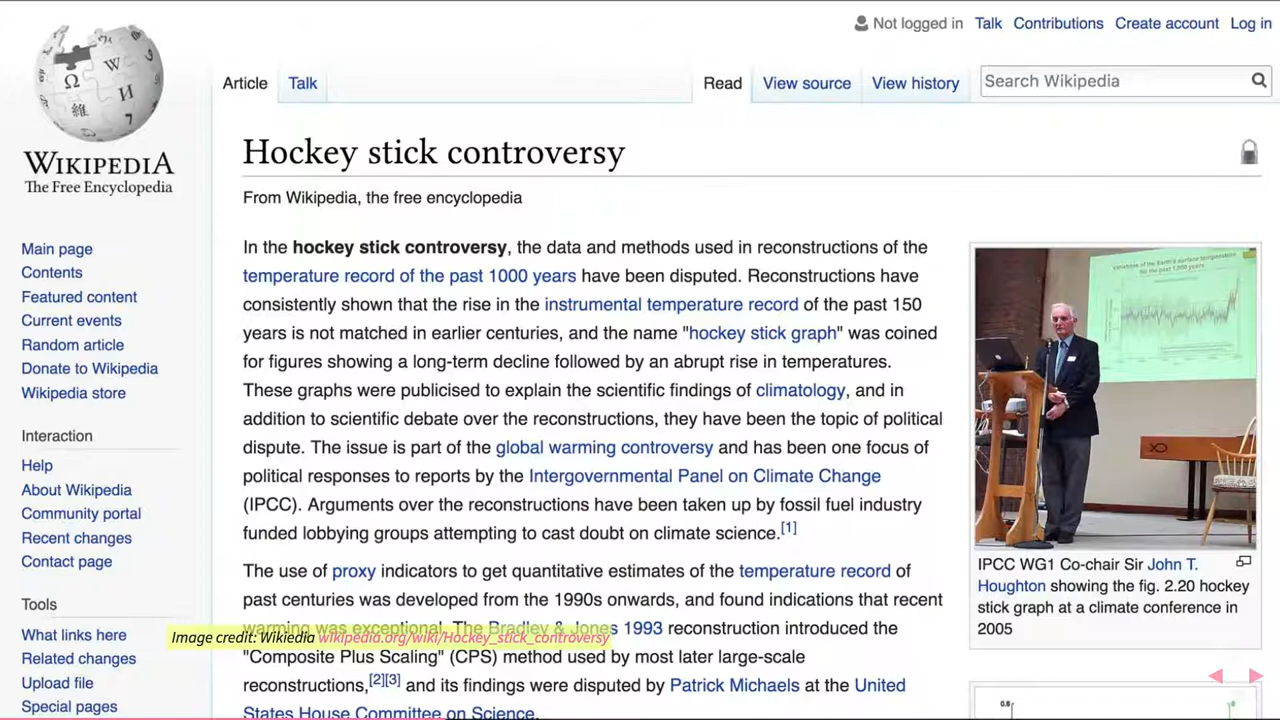 Not logged in Talk Contributions Create account Log in
Article Talk Read View source View history Search Wikipedia
WIKIPEDIA
The Free Encyclopedia
Main page
Contents
Featured content
Current events
Random article
Donate to Wikipedia
Wikipedia store
Interaction
Help
About Wikipedia
Community portal
Recent changes
Contact page
Tools
What links here
Related changes
Upload file
Special pages
Hockey stick controversy
From Wikipedia, the free encyclopedia
In the hockey stick controversy, the data and methods used in reconstructions of the
temperature record of the past 1000 years have been disputed. Reconstructions have
consistently shown that the rise in the instrumental temperature record of the past 150
years is not matched in earlier centuries, and the name "hockey stick graph" was coined
for figures showing a long-term decline followed by an abrupt rise in temperatures.
These graphs were publicised to explain the scientific findings of climatology, and in
addition to scientific debate over the reconstructions, they have been the topic of political
dispute. The issue is part of the global warming controversy and has been one focus of
political responses to reports by the Intergovernmental Panel on Climate Change
(IPCC). Arguments over the reconstructions have been taken up by fossil fuel industry
funded lobbying groups attempting to cast doubt on climate science.[1]
The use of proxy indicators to get quantitative estimates of the temperature record of
past centuries was developed from the 1990s onwards, and found indications that recent
warming was exceptional. The Bradley & Jones 1993 reconstruction introduced the
"Composite Plus Scaling" (CPS) method used by most later large-scale
reconstructions,[2][3] and its findings were disputed by Patrick Michaels at the United
States House Committee on Science.
Image credit: Wikiedia wikipedia.org/wiki/Hockey_stick_controversy
Variations of the Earth's surface temperature
for the past 1,000 years
IPCC WG1 Co-chair Sir John T.
Houghton showing the fig. 2.20 hockey
stick graph at a climate conference in
2005
0.6